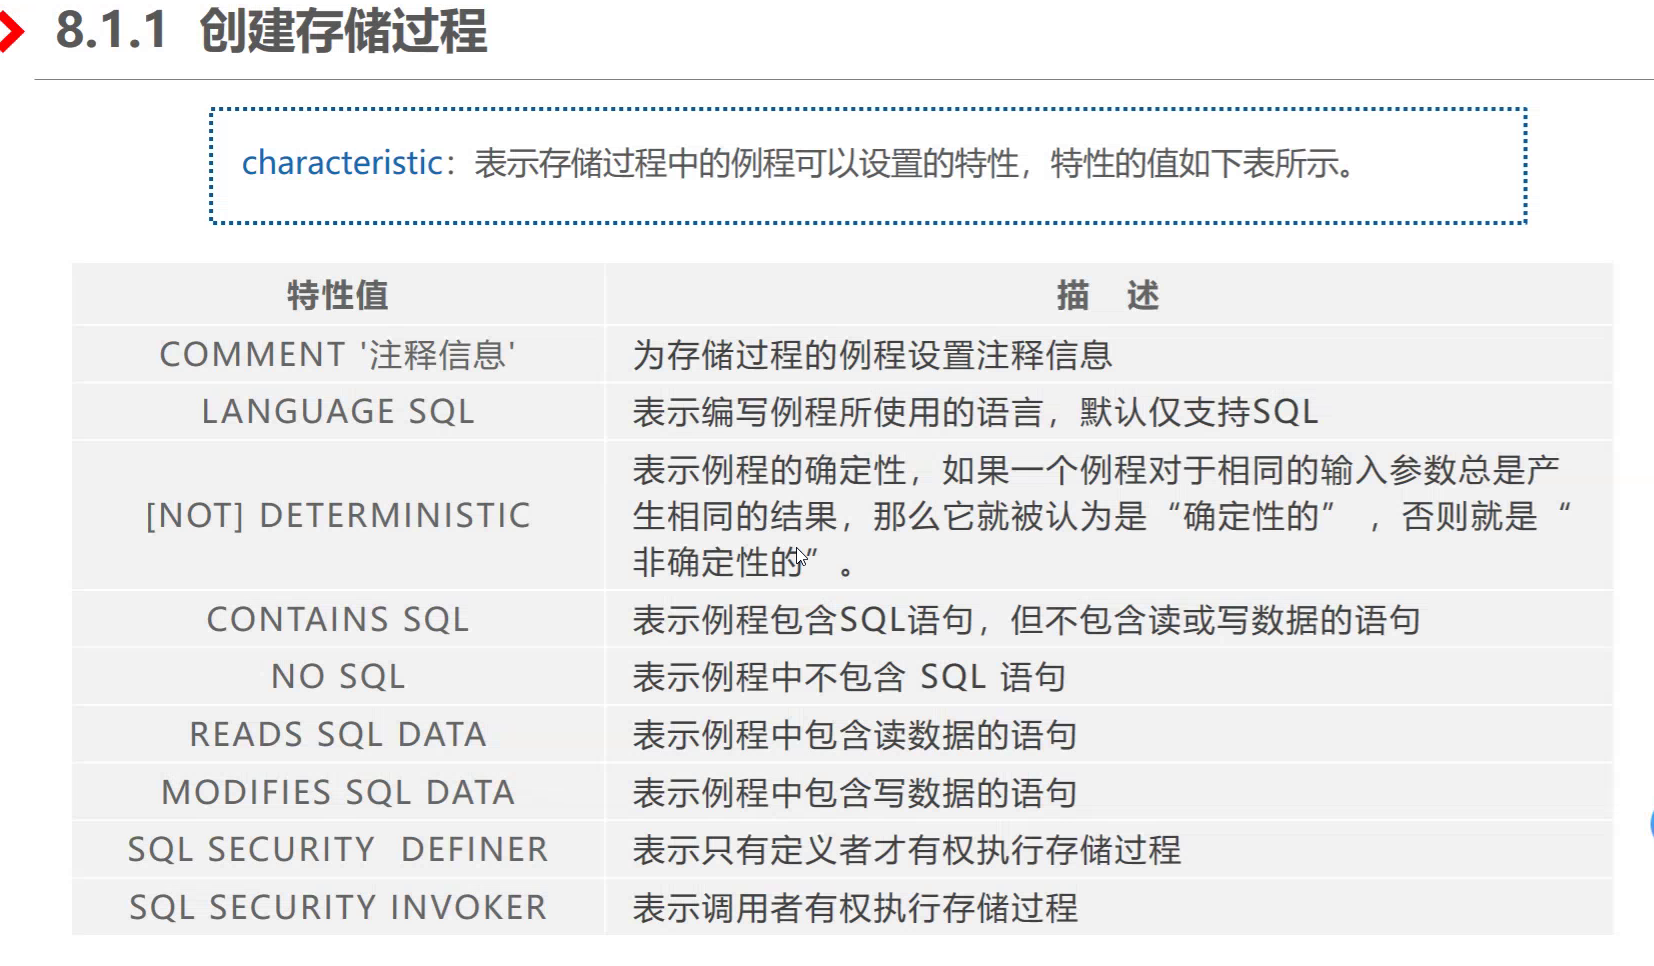 8.1.1 创建存储过程
characteristic：表示存储过程中的例程可以设置的特性，特性的值如下表所示。
特性值 描 述
COMMENT '注释信息' 为存储过程的例程设置注释信息
LANGUAGE SQL 表示编写例程所使用的语言，默认仅支持SQL
[NOT] DETERMINISTIC 表示例程的确定性，如果一个例程对于相同的输入参数总是产
生相同的结果，那么它就被认为是“确定性的” ，否则就是“
非确定性的” 。
CONTAINS SQL 表示例程包含SQL语句，但不包含读或写数据的语句
NO SQL 表示例程中不包含 SQL 语句
READS SQL DATA 表示例程中包含读数据的语句
MODIFIES SQL DATA 表示例程中包含写数据的语句
SQL SECURITY DEFINER 表示只有定义者才有权执行存储过程
SQL SECURITY INVOKER 表示调用者有权执行存储过程